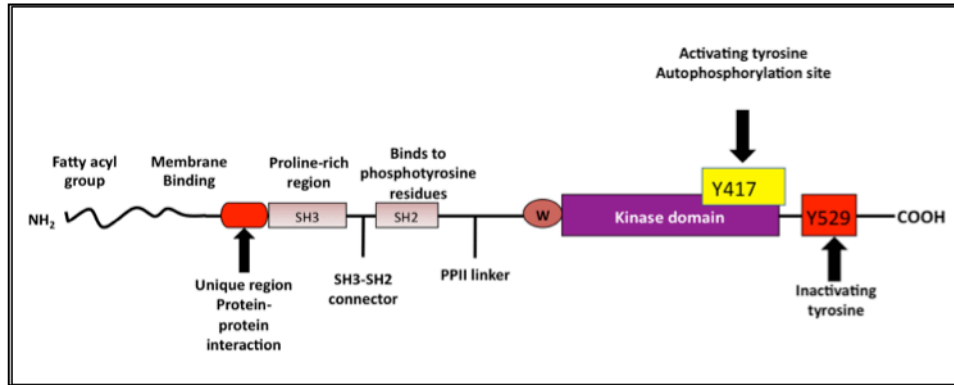 Activating tyrosine
Autophosphorylation site
Fatty acyl
group
Membrane
Binding
Proline-rich
region
Binds to
phosphotyrosine
residues
Y417
NH2
SH3
SH2
W
Kinase domain
Y529
COOH
Unique region
Protein-
protein
interaction
SH3-SH2
connector
PPII linker
Inactivating
tyrosine